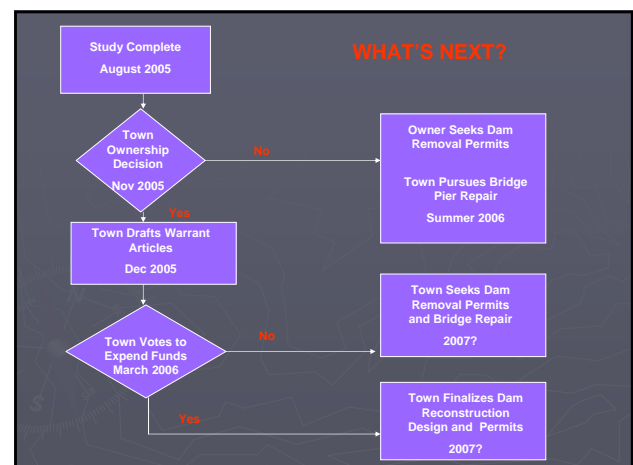 WHAT'S NEXT?
Study Complete
August 2005
Town
Ownership
Decision
Nov 2005
No
Owner Seeks Dam
Removal Permits
Town Pursues Bridge
Pier Repair
Summer 2006
Yes
Town Drafts Warrant
Articles
Dec 2005
Town Votes to
Expend Funds
March 2006
No
Town Seeks Dam
Removal Permits
and Bridge Repair
2007?
Yes
Town Finalizes Dam
Reconstruction
Design and Permits
2007?